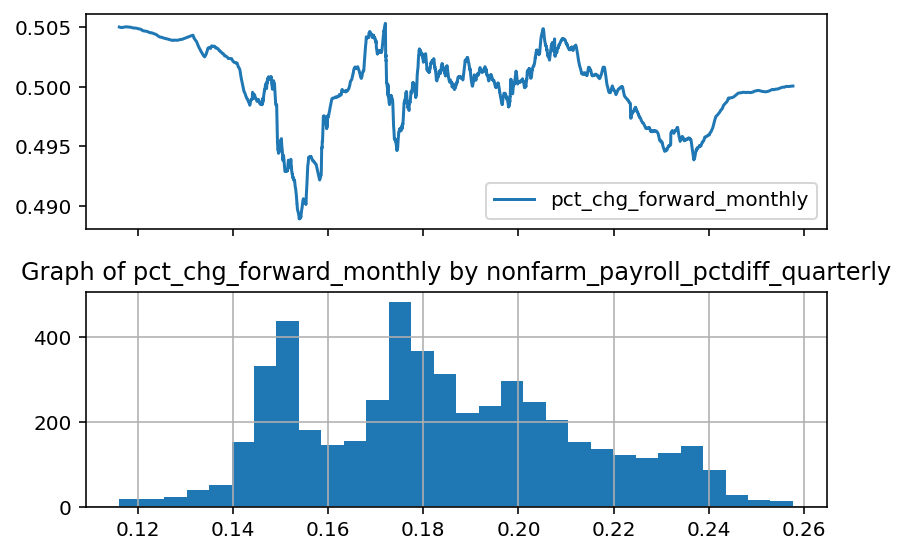 0.505
0.500
0.495
0.490
pct_chg_forward_monthly
Graph of pct_chg_forward_monthly by nonfarm_payroll_pctdiff_quarterly
400
200
0
0.12 0.14 0.16 0.18 0.20 0.22 0.24 0.26